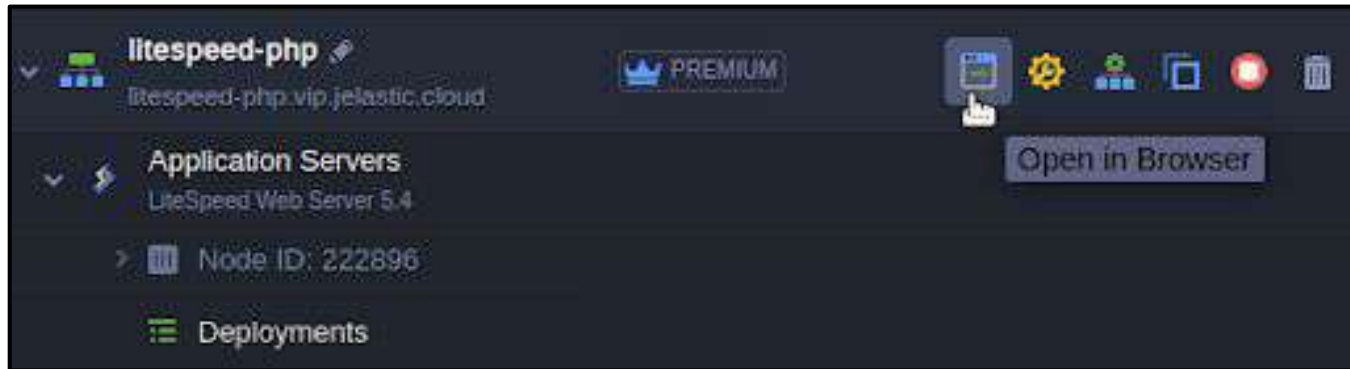 litespeed-php
PREMIUM
litespeed-php.vip.jelastic.cloud
Open in Browser
Application Servers
LiteSpeed Web Server 5.4
Node ID: 222896
Deployments